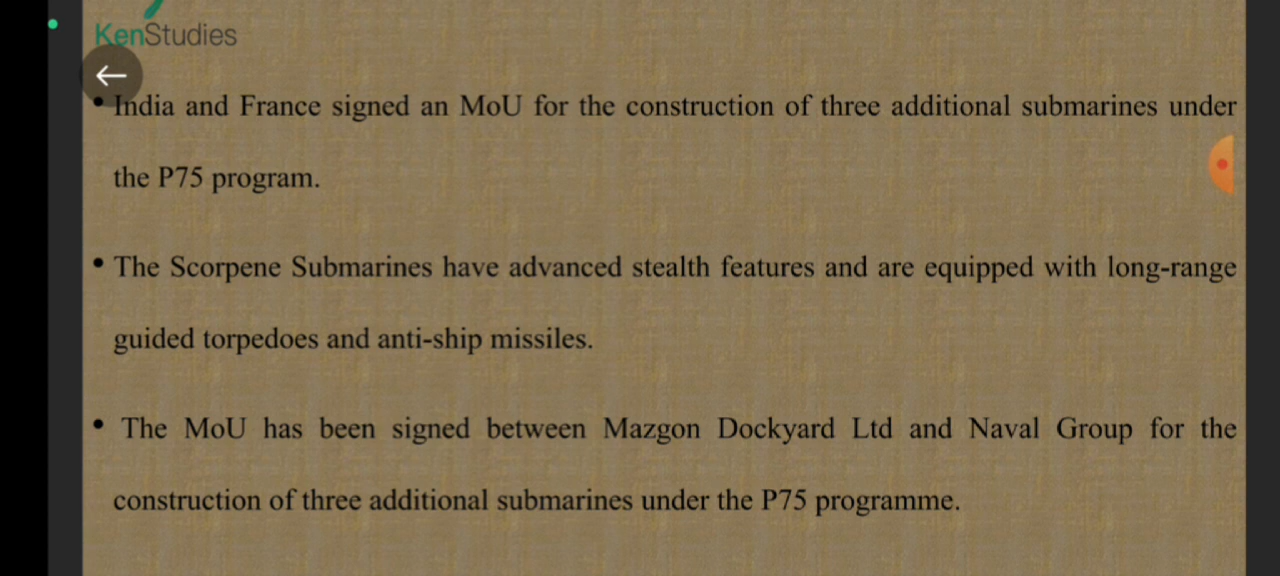 KenStudies
• India and France signed an MoU for the construction of three additional submarines under
the P75 program.
• The Scorpene Submarines have advanced stealth features and are equipped with long-range
guided torpedoes and anti-ship missiles.
• The MoU has been signed between Mazgon Dockyard Ltd and Naval Group for the
construction of three additional submarines under the P75 programme.